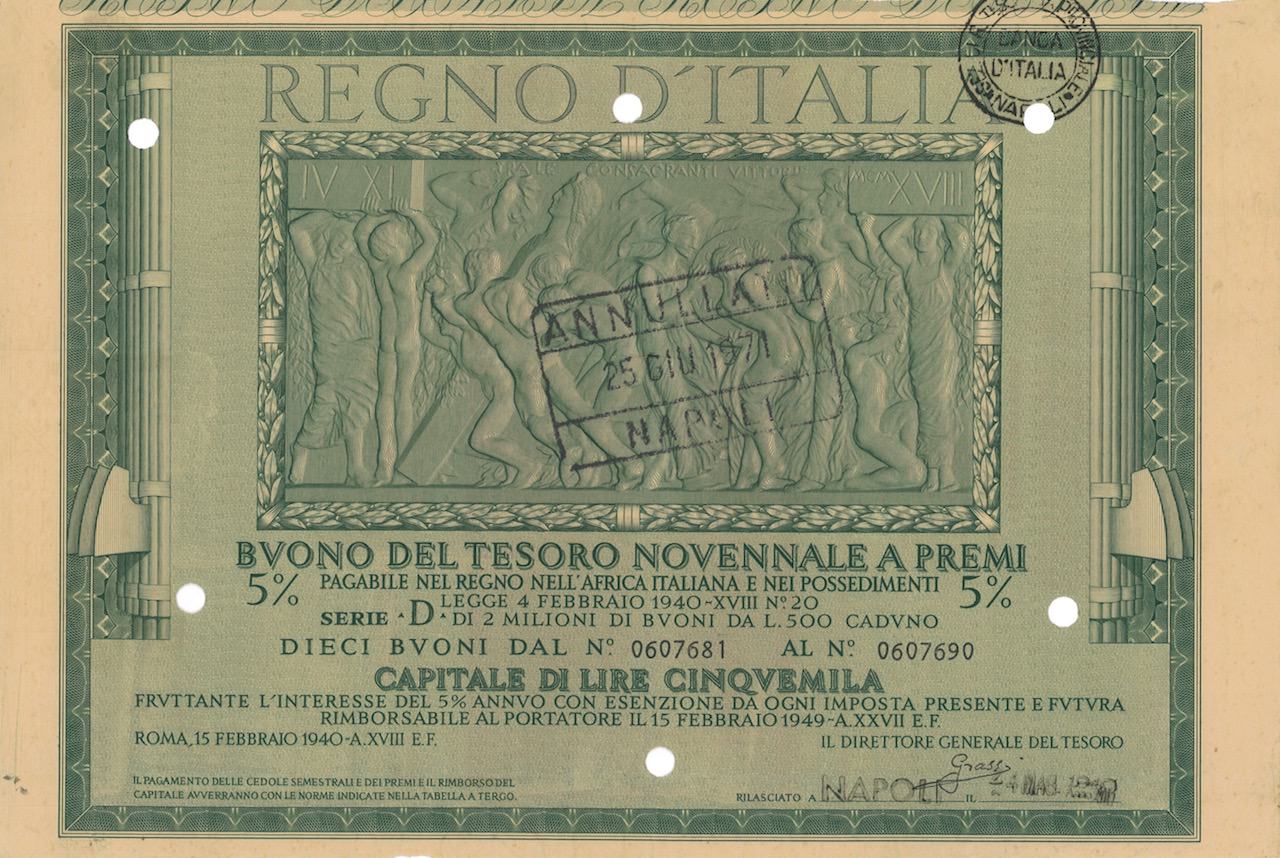 BANCA
D'ITALIA
NAPOLI
REGNO D'ITALIA
IV XI
CONSACRANTI VITTORIE
MCMXVIII
ANNULLATO
25 GIU 1971
NAPOLI
BVONO DEL TESORO NOVENNALE A PREMI
5% PAGABILE NEL REGNO NELL'AFRICA ITALIANA E NEI POSSEDIMENTI 5%
LEGGE 4 FEBBRAIO 1940-XVIII Nº 20
SERIE "D" DI 2 MILIONI DI BVONI DA L.500 CADVNO
DIECI BVONI DAL Nº 0607681 AL Nº 0607690
CAPITALE DI LIRE CINQVEMILA
FRVTTANTE L'INTERESSE DEL 5% ANNVO CON ESENZIONE DA OGNI IMPOSTA PRESENTE E FVTVRA
RIMBORSABILE AL PORTATORE IL 15 FEBBRAIO 1949-A.XXVII E.F.
ROMA, 15 FEBBRAIO 1940-A.XVIII E.F.
IL DIRETTORE GENERALE DEL TESORO
Grassi
IL PAGAMENTO DELLE CEDOLE SEMESTRALI E DEI PREMI E IL RIMBORSO DEL
CAPITALE AVVERRANNO CON LE NORME INDICATE NELLA TABELLA A TERGO.
RILASCIATO A NAPOLI IL